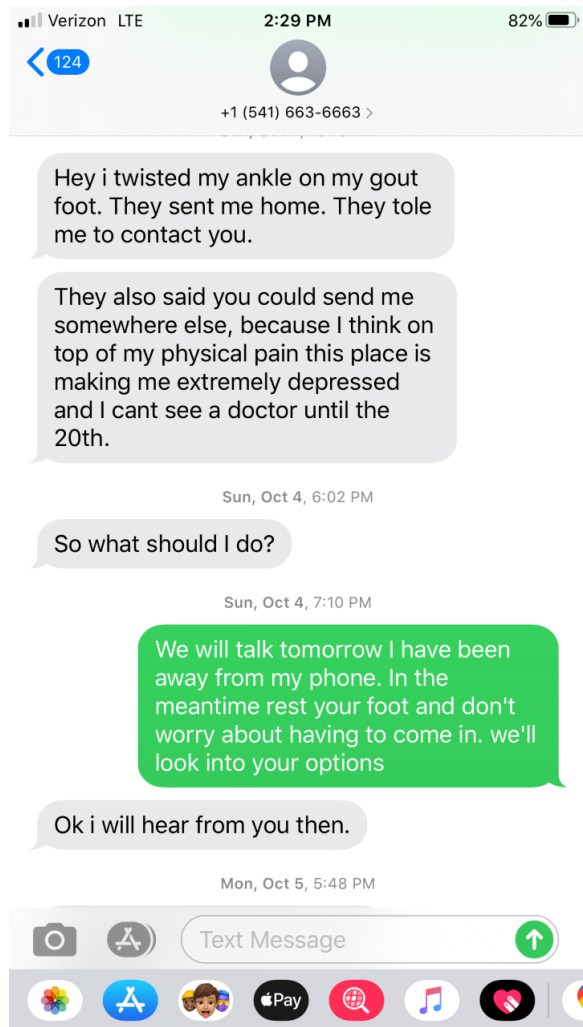 Verizon LTE 2:29 PM 82%
124
+1 (541) 663-6663 >
Hey i twisted my ankle on my gout
foot. They sent me home. They tole
me to contact you.
They also said you could send me
somewhere else, because I think on
top of my physical pain this place is
making me extremely depressed
and I cant see a doctor until the
20th.
Sun, Oct 4, 6:02 PM
So what should I do?
Sun, Oct 4, 7:10 PM
We will talk tomorrow I have been
away from my phone. In the
meantime rest your foot and don't
worry about having to come in. we'll
look into your options
Ok i will hear from you then.
Mon, Oct 5, 5:48 PM
Text Message
Pay